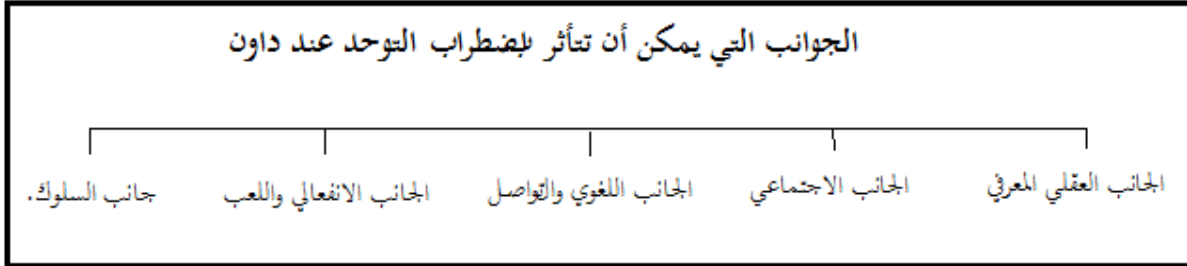 الجوانب التي يمكن أن تتأثر بلضطراب التوحد عند داون
الجانب العقلي المعرفي
الجانب الاجتماعي
الجانب اللغوي والتواصل
الجانب الانفعالي واللعب
جانب السلوك.